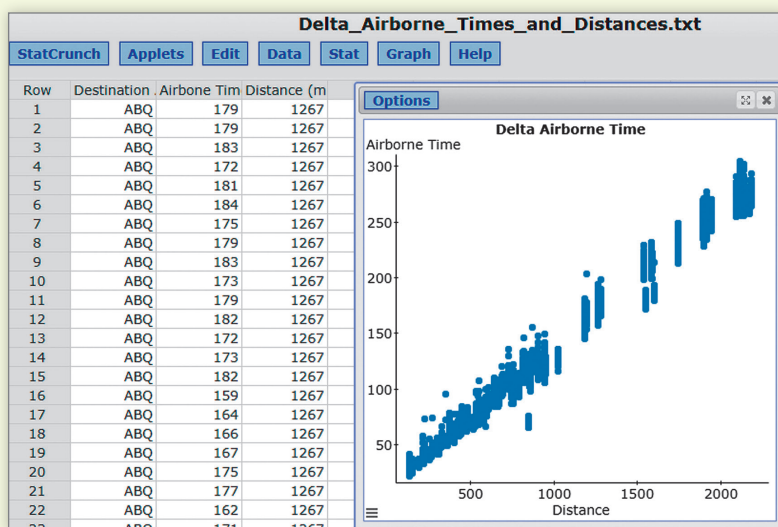 Delta_Airborne_Times_and_Distances.txt
StatCrunch Applets Edit Data Stat Graph Help
Row Destination . Airbone Tim Distance (m
1 ABQ 179 1267
2 ABQ 179 1267
3 ABQ 183 1267
4 ABQ 172 1267
5 ABQ 181 1267
6 ABQ 184 1267
7 ABQ 175 1267
8 ABQ 179 1267
9 ABQ 183 1267
10 ABQ 173 1267
11 ABQ 179 1267
12 ABQ 182 1267
13 ABQ 172 1267
14 ABQ 173 1267
15 ABQ 182 1267
16 ABQ 159 1267
17 ABQ 164 1267
18 ABQ 166 1267
19 ABQ 167 1267
20 ABQ 175 1267
21 ABQ 177 1267
22 ABQ 162 1267
23 ABQ 171 1267
Options
Delta Airborne Time
Airborne Time
300
250
200
150
100
50
500 1000 1500 2000
Distance